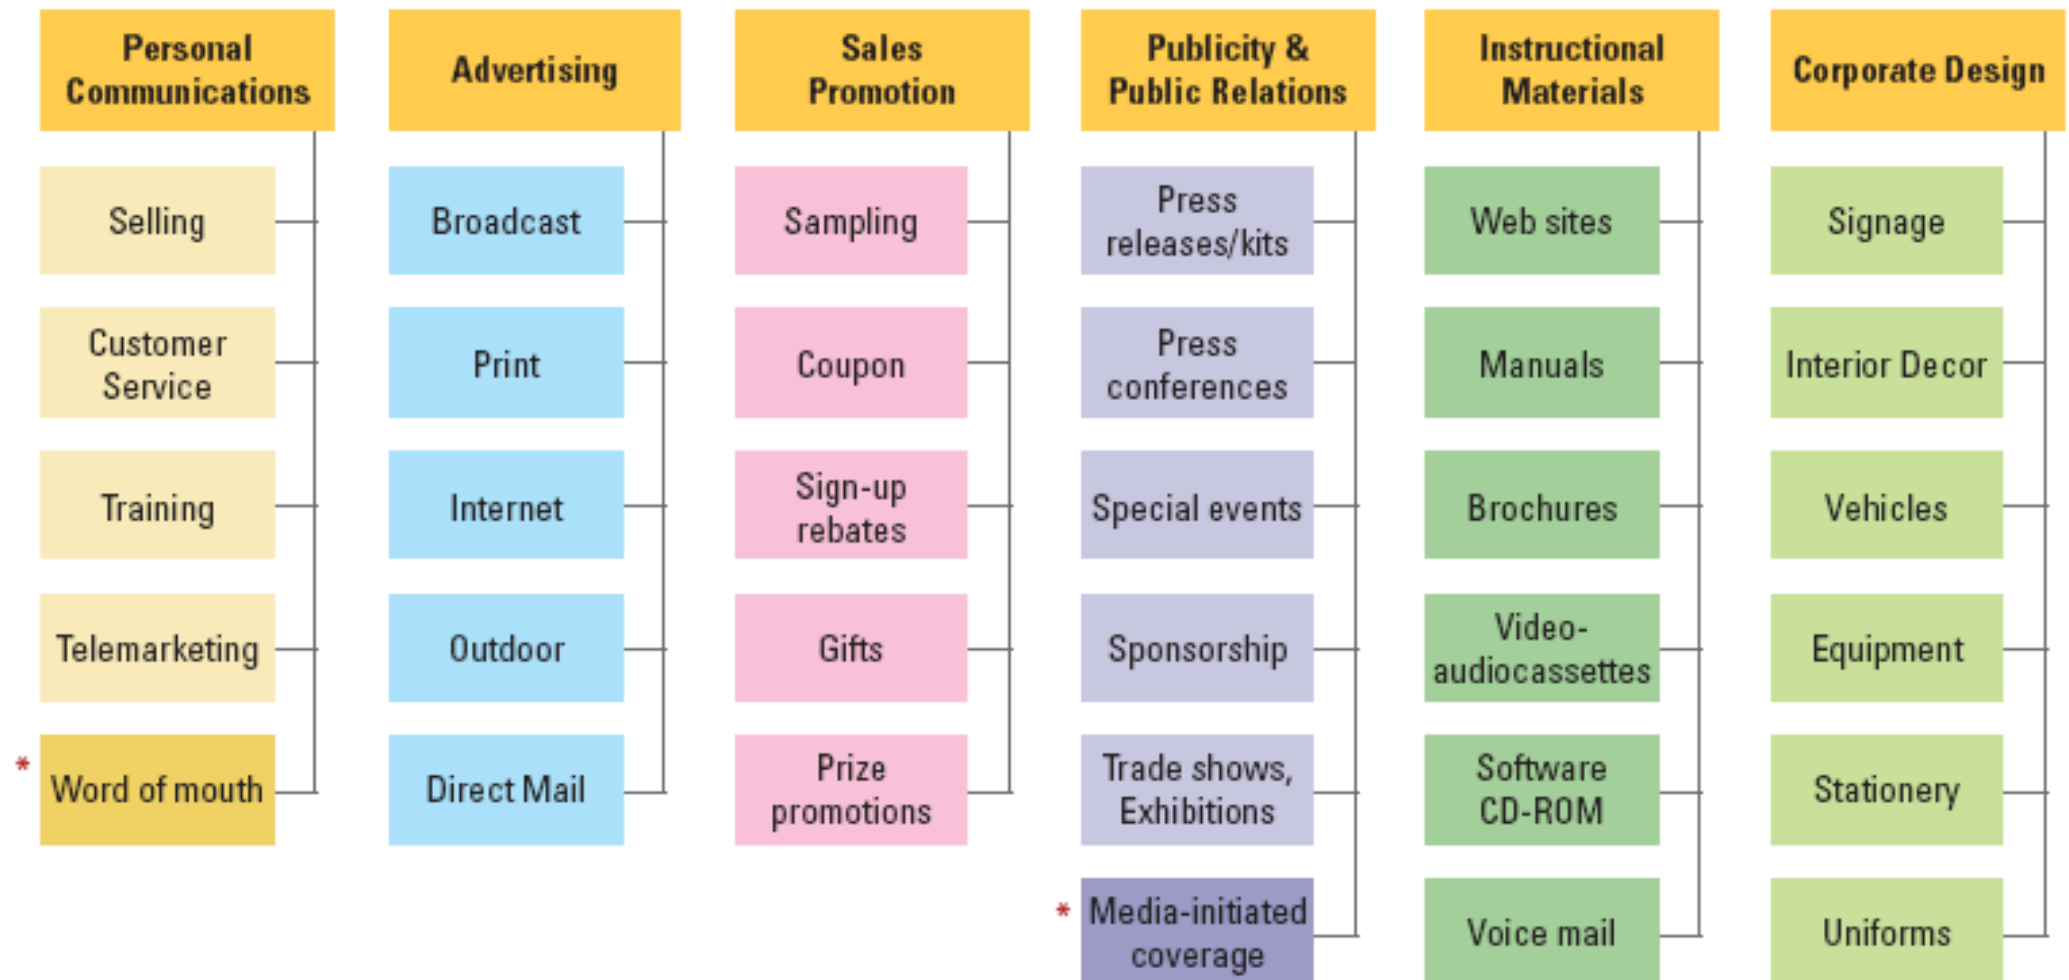 Personal
Communications
Selling
Customer
Service
Training
Telemarketing
*
Word of mouth
Advertising
Broadcast
Print
Internet
Outdoor
Direct Mail
Sales
Promotion
Sampling
Coupon
Sign-up
rebates
Gifts
Prize
promotions
Publicity &
Public Relations
Press
releases/kits
Press
conferences
Special events
Sponsorship
Trade shows,
Exhibitions
* Media-initiated
coverage
Instructional
Materials
Web sites
Manuals
Brochures
Video-
audiocassettes
Software
CD-ROM
Voice mail
Corporate Design
Signage
Interior Decor
Vehicles
Equipment
Stationery
Uniforms